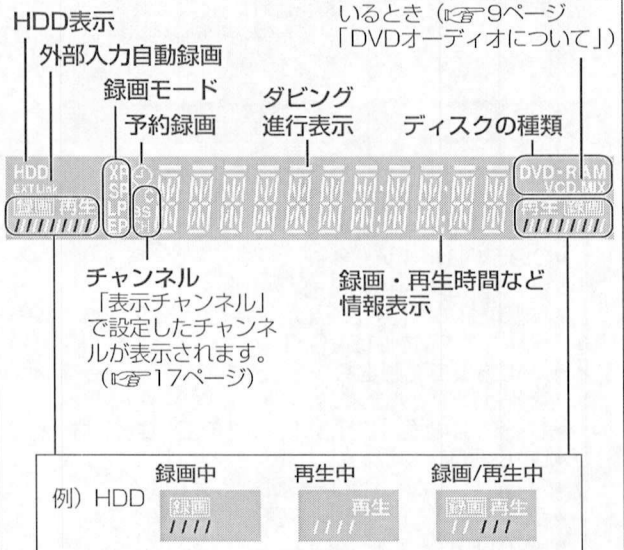 いるとき（☞9ページ
「DVDオーディオについて」）
HDD表示
外部入力自動録画
録画モード
予約録画
ダビング
進行表示
ディスクの種類
HDD
EXT Link
録画 再生
XP
SP
LP
EP
C
BS
CH
DVD-RAM
VCD.MIX
再生 録画
チャンネル
「表示チャンネル」
で設定したチャンネ
ルが表示されます。
（☞17ページ）
録画・再生時間など
情報表示
録画中
再生中
録画/再生中
例）HDD
録画
再生
録画 再生